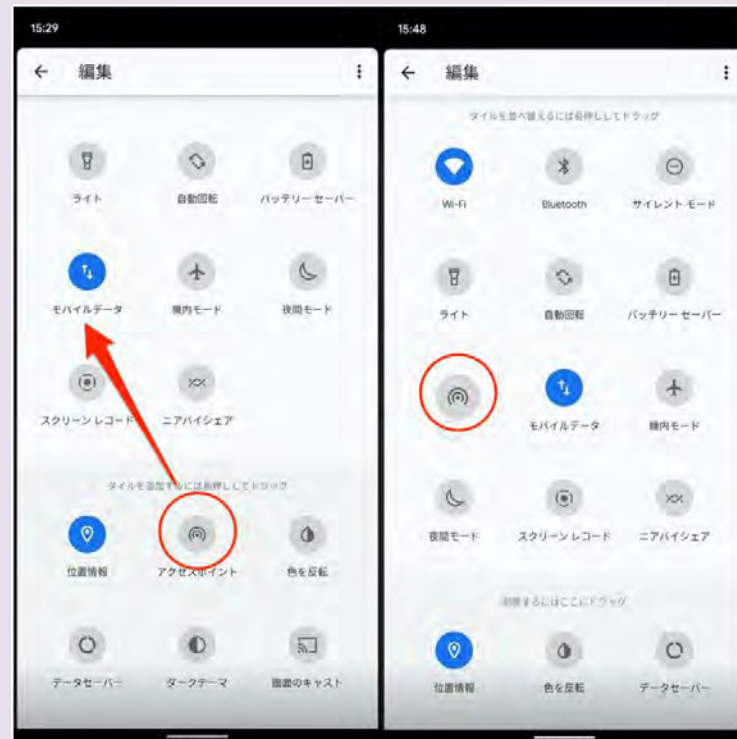 15:29
編集
ライト
自動回転
バッテリー セーバー
モバイルデータ
機内モード
夜間モード
スクリーン レコード
ニアバイシェア
タイルを追加するには長押ししてドラッグ
位置情報
アクセスポイント
色を反転
データセーバー
ダークテーマ
画面のキャスト
15:48
編集
タイルを並べ替えるには長押ししてドラッグ
Wi-Fi
Bluetooth
サイレント モード
ライト
自動回転
バッテリー セーバー
モバイルデータ
機内モード
夜間モード
スクリーン レコード
ニアバイシェア
削除するにはここにドラッグ
位置情報
色を反転
データセーバー